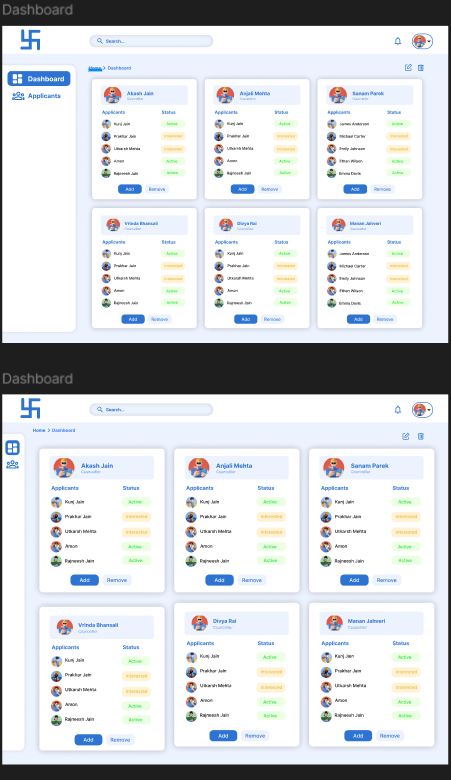 Dashboard
Search...
Home > Dashboard
Dashboard
Applicants
Akash Jain
Counsellor
Anjali Mehta
Counsellor
Sanam Parek
Counsellor
Applicants Status
Applicants Status
Applicants Status
Kunj Jain Active
Kunj Jain Active
James Anderson Active
Prakhar Jain Interested
Prakhar Jain Interested
Michael Carter Interested
Utkarsh Mehta Interested
Utkarsh Mehta Interested
Emily Johnson Interested
Amon Active
Amon Active
Ethan Wilson Active
Rajneesh Jain Active
Rajneesh Jain Active
Emma Davis Active
Add Remove
Add Remove
Add Remove
Vrinda Bhansali
Counsellor
Divya Rai
Counsellor
Manan Jahveri
Counsellor
Applicants Status
Applicants Status
Applicants Status
Kunj Jain Active
Kunj Jain Active
James Anderson Active
Prakhar Jain Interested
Prakhar Jain Interested
Michael Carter Interested
Utkarsh Mehta Interested
Utkarsh Mehta Interested
Emily Johnson Interested
Amon Active
Amon Active
Ethan Wilson Active
Rajneesh Jain Active
Rajneesh Jain Active
Emma Davis Active
Add Remove
Add Remove
Add Remove
Dashboard
Search...
Home > Dashboard
Akash Jain
Counsellor
Anjali Mehta
Counsellor
Sanam Parek
Counsellor
Applicants Status
Applicants Status
Applicants Status
Kunj Jain Active
Kunj Jain Active
Kunj Jain Active
Prakhar Jain Interested
Prakhar Jain Interested
Prakhar Jain Interested
Utkarsh Mehta Interested
Utkarsh Mehta Interested
Utkarsh Mehta Interested
Amon Active
Amon Active
Amon Active
Rajneesh Jain Active
Rajneesh Jain Active
Rajneesh Jain Active
Add Remove
Add Remove
Add Remove
Vrinda Bhansali
Counsellor
Divya Rai
Counsellor
Manan Jahveri
Counsellor
Applicants Status
Applicants Status
Applicants Status
Kunj Jain Active
Kunj Jain Active
Kunj Jain Active
Prakhar Jain Interested
Prakhar Jain Interested
Prakhar Jain Interested
Utkarsh Mehta Interested
Utkarsh Mehta Interested
Utkarsh Mehta Interested
Amon Active
Amon Active
Amon Active
Rajneesh Jain Active
Rajneesh Jain Active
Rajneesh Jain Active
Add Remove
Add Remove
Add Remove